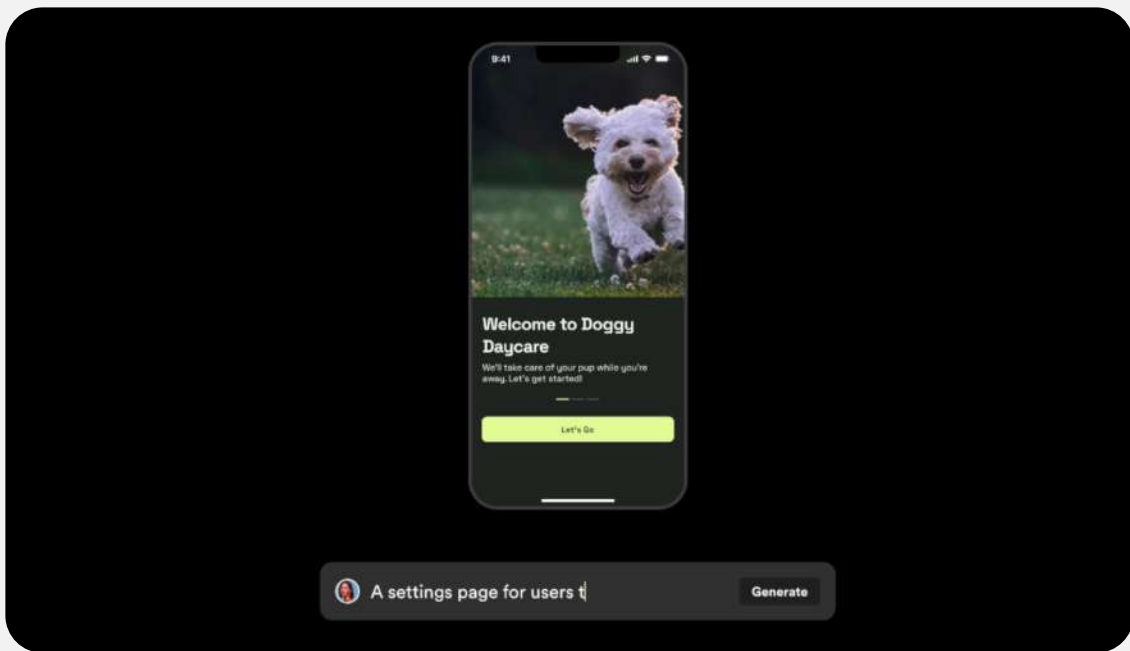 9:41
Welcome to Doggy
Daycare
We'll take care of your pup while you're
away. Let's get started!
Let's Go
A settings page for users t
Generate